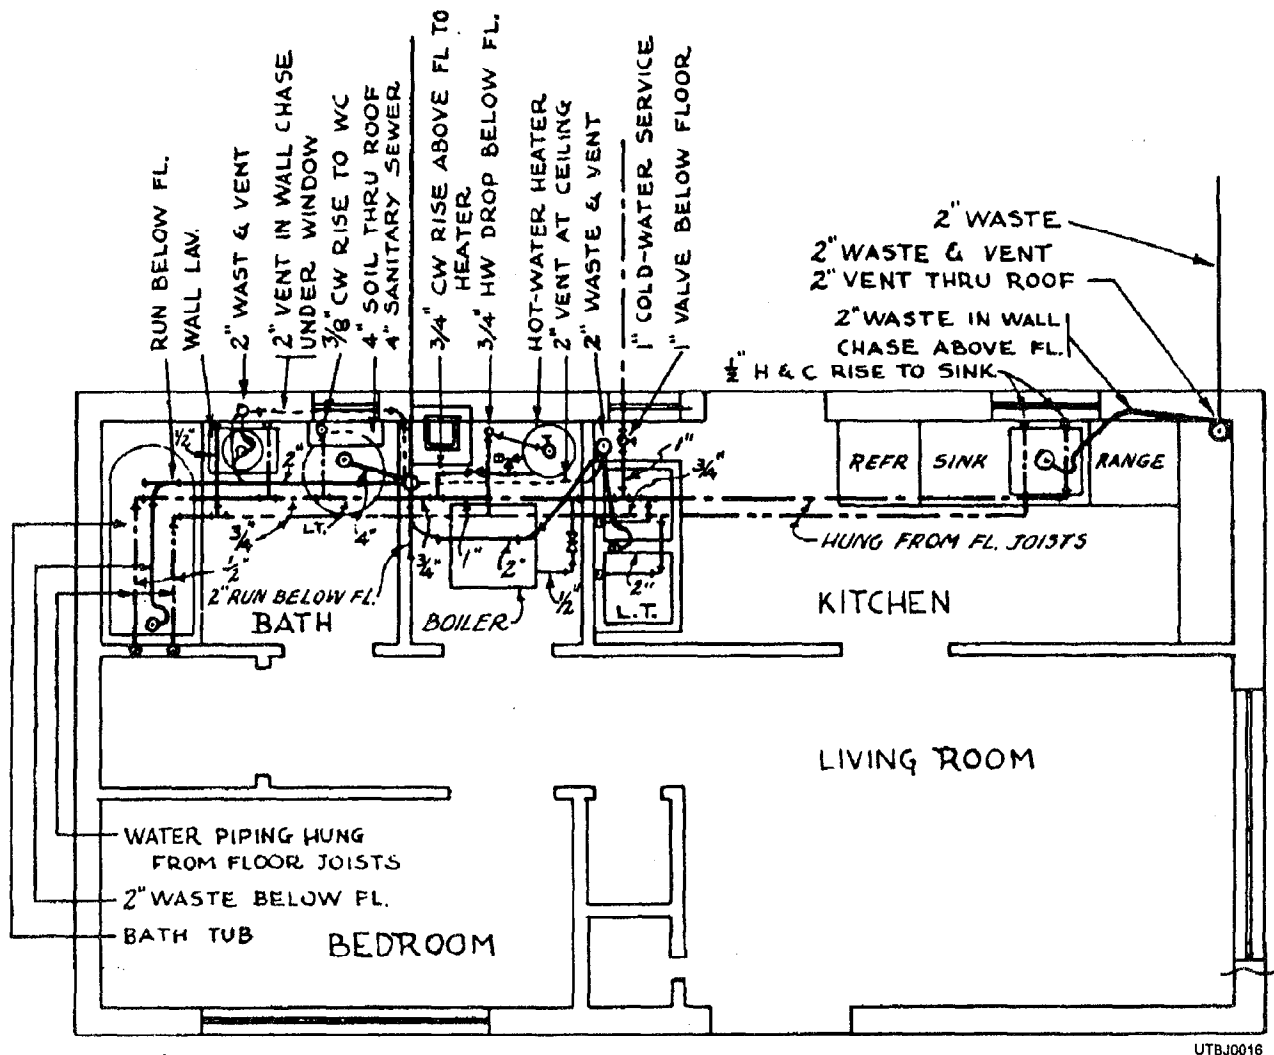 RUN BELOW FL.
WALL LAV.
2" WAST & VENT
2" VENT IN WALL CHASE
UNDER WINDOW
3/8" CW RISE TO WC
4" SOIL THRU ROOF
4" SANITARY SEWER
3/4" CW RISE ABOVE FL TO
HEATER
3/4" HW DROP BELOW FL.
HOT-WATER HEATER
2" VENT AT CEILING
2" WASTE & VENT
1" COLD-WATER SERVICE
1" VALVE BELOW FLOOR
2" WASTE
2" WASTE & VENT
2" VENT THRU ROOF
2" WASTE IN WALL
CHASE ABOVE FL.
1/2" H & C RISE TO SINK
1/2"
2"
1"
3/4"
REFR
SINK
RANGE
3/4"
L.T.
4"
3/4"
1"
2"
HUNG FROM FL. JOISTS
1/2"
2" RUN BELOW FL.
1/2"
2"
BATH
BOILER
L.T.
KITCHEN
LIVING ROOM
WATER PIPING HUNG
FROM FLOOR JOISTS
2" WASTE BELOW FL.
BATH TUB
BEDROOM
UTBJ0016